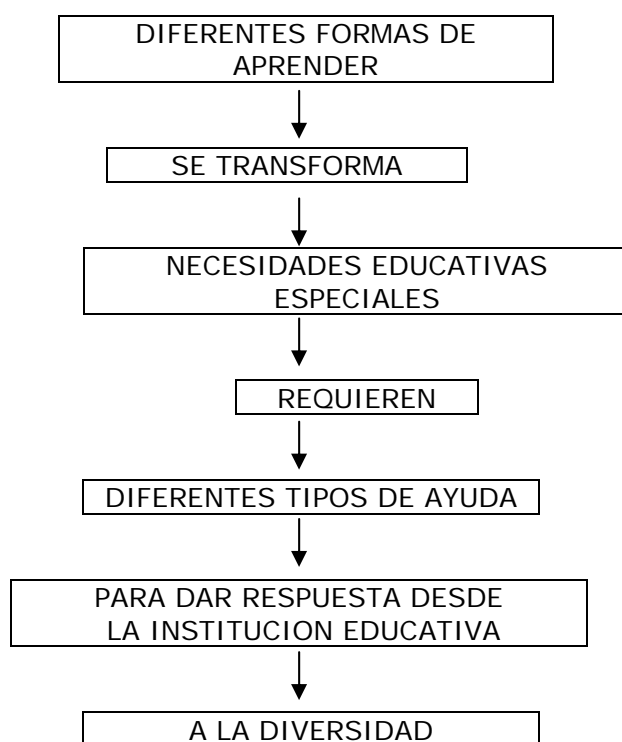 DIFERENTES FORMAS DE
APRENDER
SE TRANSFORMA
NECESIDADES EDUCATIVAS
ESPECIALES
REQUIEREN
DIFERENTES TIPOS DE AYUDA
PARA DAR RESPUESTA DESDE
LA INSTITUCION EDUCATIVA
A LA DIVERSIDAD